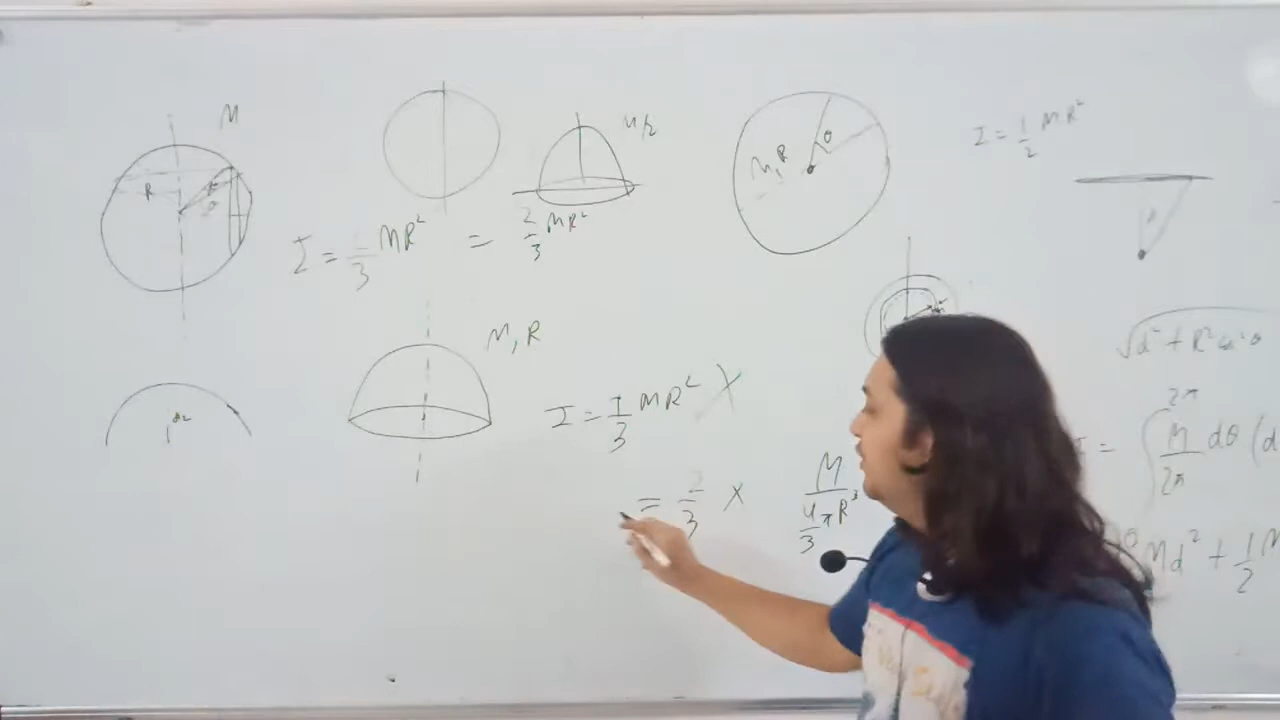 M
R
R
θ
I = 2/3 MR² = 2/3 MR²
M/2
M, R
θ
I = 1/2 MR²
M, R
I = 1/3 MR² X
= 2/3 X
M / (4/3 πR³)
√d² + R² cos²θ
= ∫ 2π M/2π dθ (d
Md² + 1/2 M